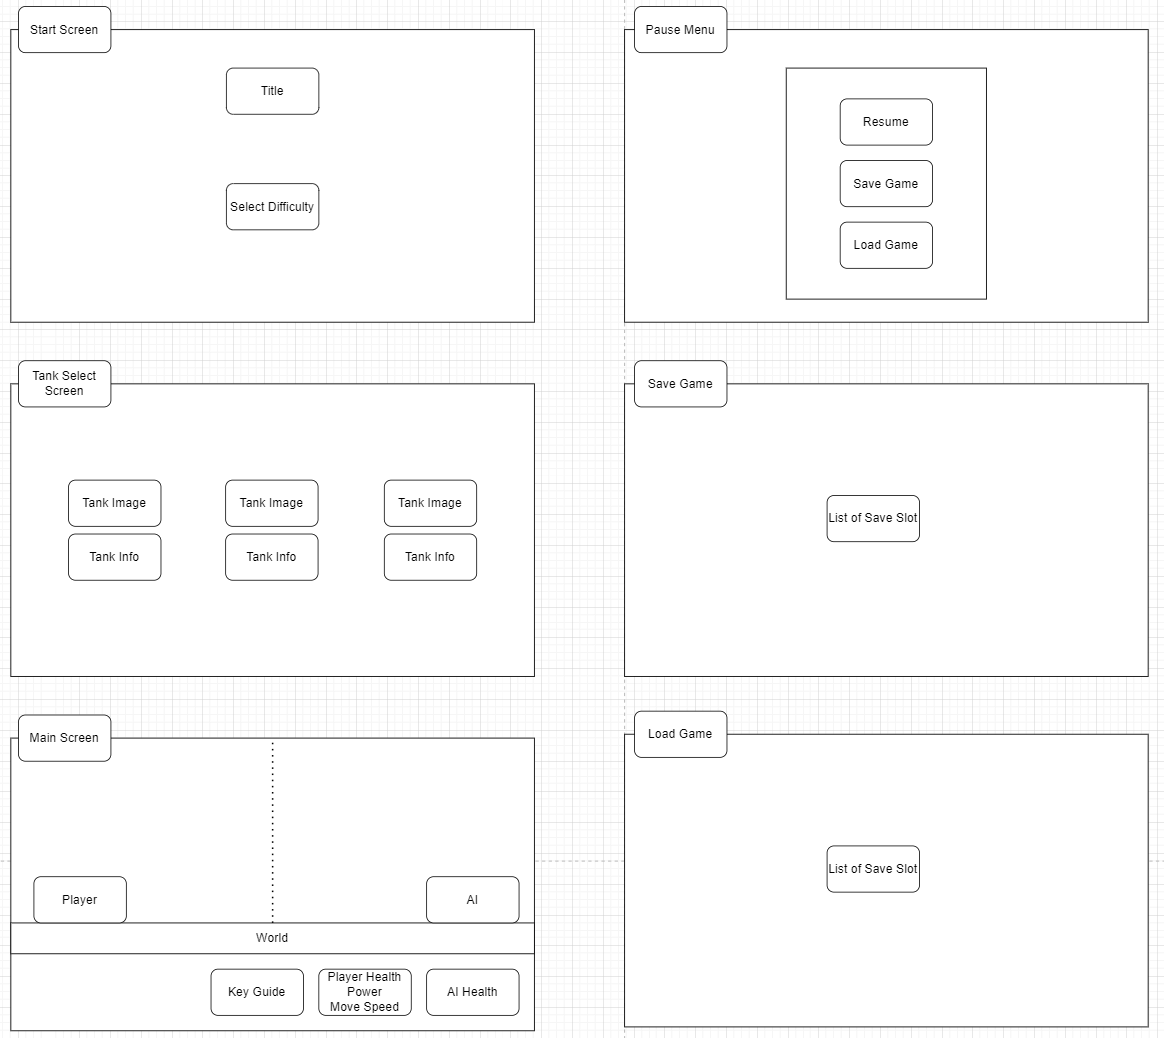 Start Screen
Title
Select Difficulty
Pause Menu
Resume
Save Game
Load Game
Tank Select
Screen
Tank Image
Tank Image
Tank Image
Tank Info
Tank Info
Tank Info
Save Game
List of Save Slot
Main Screen
Player
AI
World
Key Guide
Player Health
Power
Move Speed
AI Health
Load Game
List of Save Slot